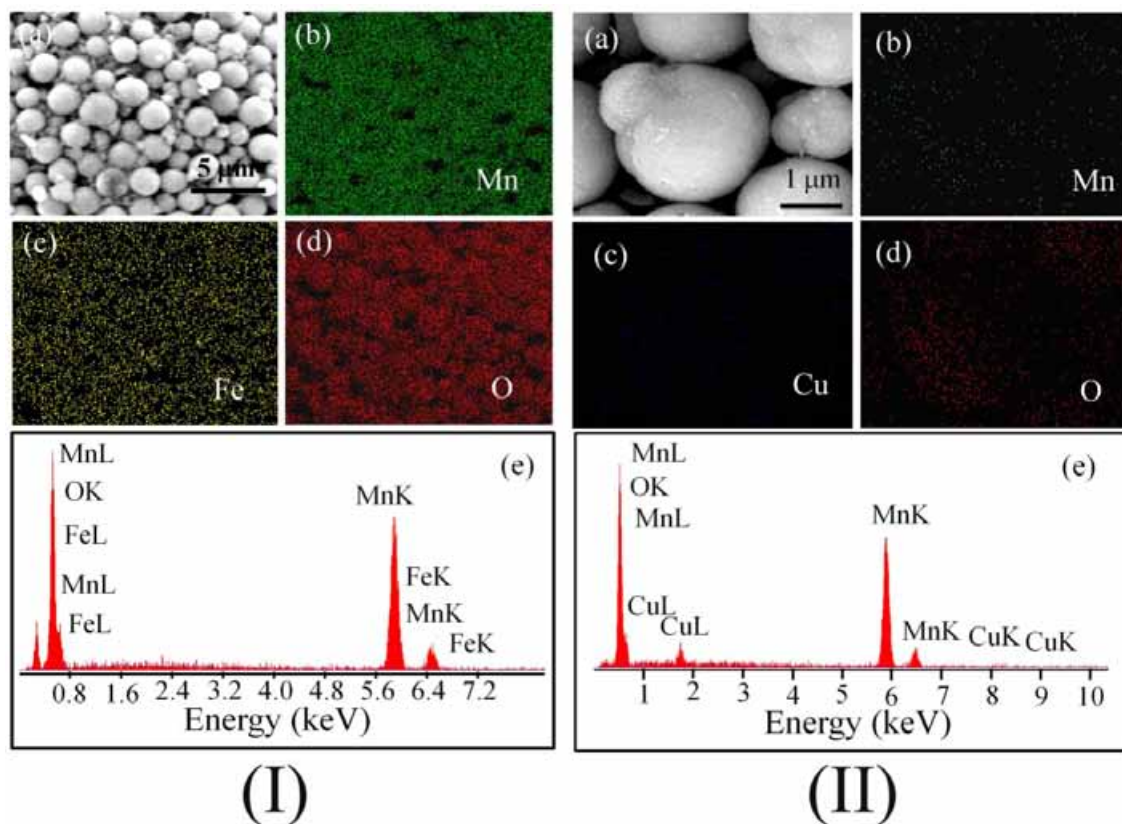 (a)
(b)
5 μm
Mn
(c)
(d)
Fe
O
(e)
MnL
OK
FeL
MnL
FeL
MnK
FeK
MnK
FeK
0.8 1.6 2.4 3.2 4.0 4.8 5.6 6.4 7.2
Energy (keV)
(I)
(a)
(b)
1 μm
Mn
(c)
(d)
Cu
O
(e)
MnL
OK
MnL
CuL
CuL
MnK
MnK
CuK
CuK
1 2 3 4 5 6 7 8 9 10
Energy (keV)
(II)